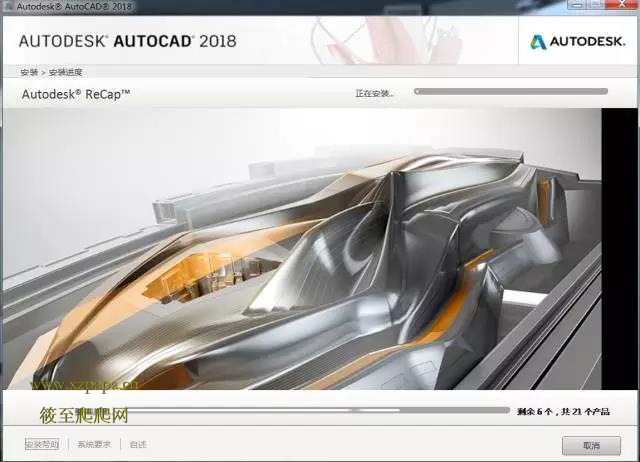 Autodesk® AutoCAD® 2018
AUTODESK® AUTOCAD® 2018
AUTODESK.
安装 > 安装进度
Autodesk® ReCap™
正在安装...
www.xzpapa.cn
筱至爬爬网
剩余 6 个，共 21 个产品
安装帮助
系统要求
自述
取消